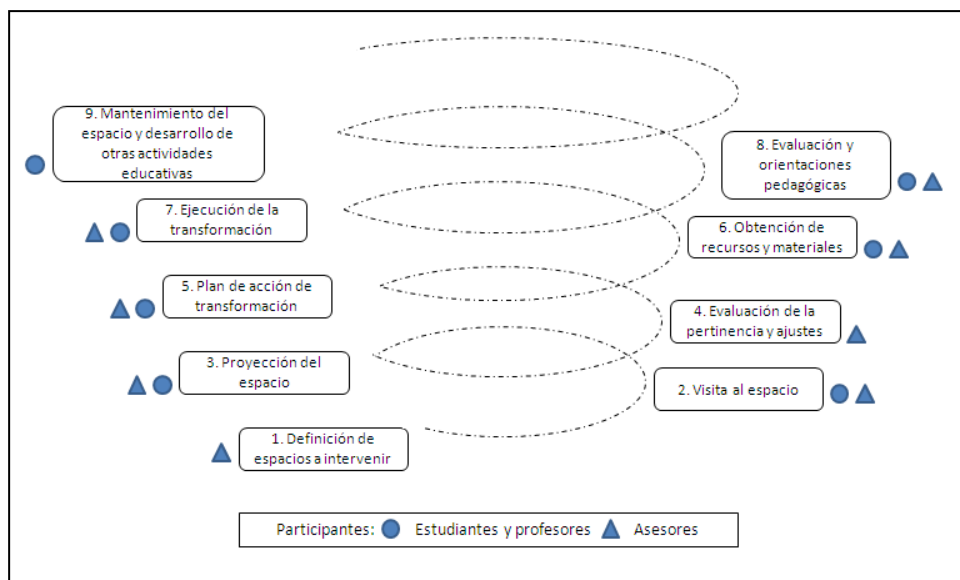 9. Mantenimiento del
espacio y desarrollo de
otras actividades
educativas
8. Evaluación y
orientaciones
pedagógicas
7. Ejecución de la
transformación
6. Obtención de
recursos y materiales
5. Plan de acción de
transformación
4. Evaluación de la
pertinencia y ajustes
3. Proyección del
espacio
2. Visita al espacio
1. Definición de
espacios a intervenir
Participantes: Estudiantes y profesores Asesores